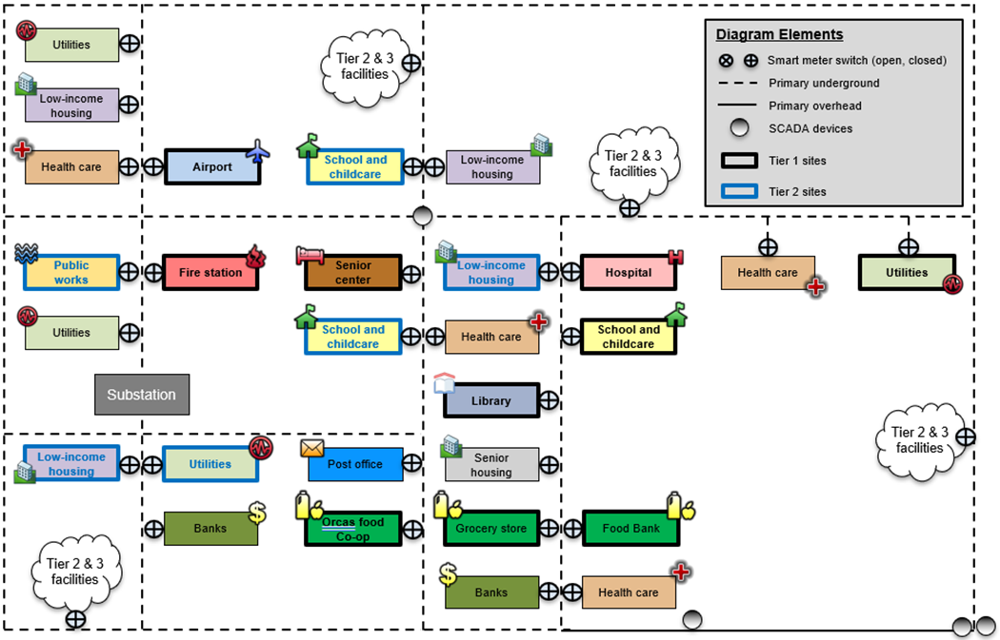 Utilities
Tier 2 & 3
facilities
Diagram Elements
Smart meter switch (open, closed)
Primary underground
Primary overhead
SCADA devices
Tier 1 sites
Tier 2 sites
Low-income
housing
Health care
Airport
School and
childcare
Low-income
housing
Tier 2 & 3
facilities
Public
works
Fire station
Senior
center
Low-income
housing
Hospital
Health care
Utilities
Utilities
School and
childcare
Health care
School and
childcare
Substation
Library
Tier 2 & 3
facilities
Low-income
housing
Utilities
Post office
Senior
housing
Banks
Orcas food
Co-op
Grocery store
Food Bank
Tier 2 & 3
facilities
Banks
Health care